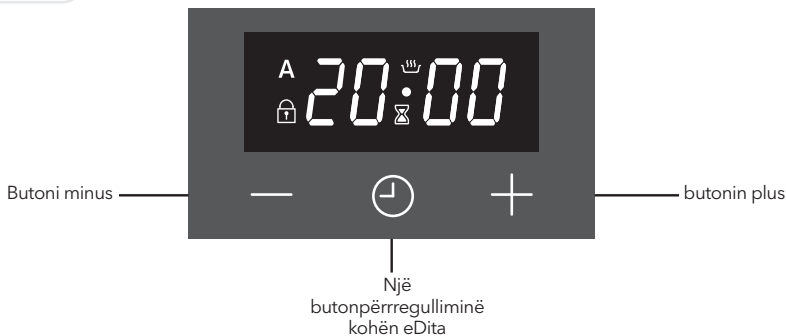 A 20:00
Butoni minus
butonin plus
Një
butonpërrregulliminë
kohën eDita